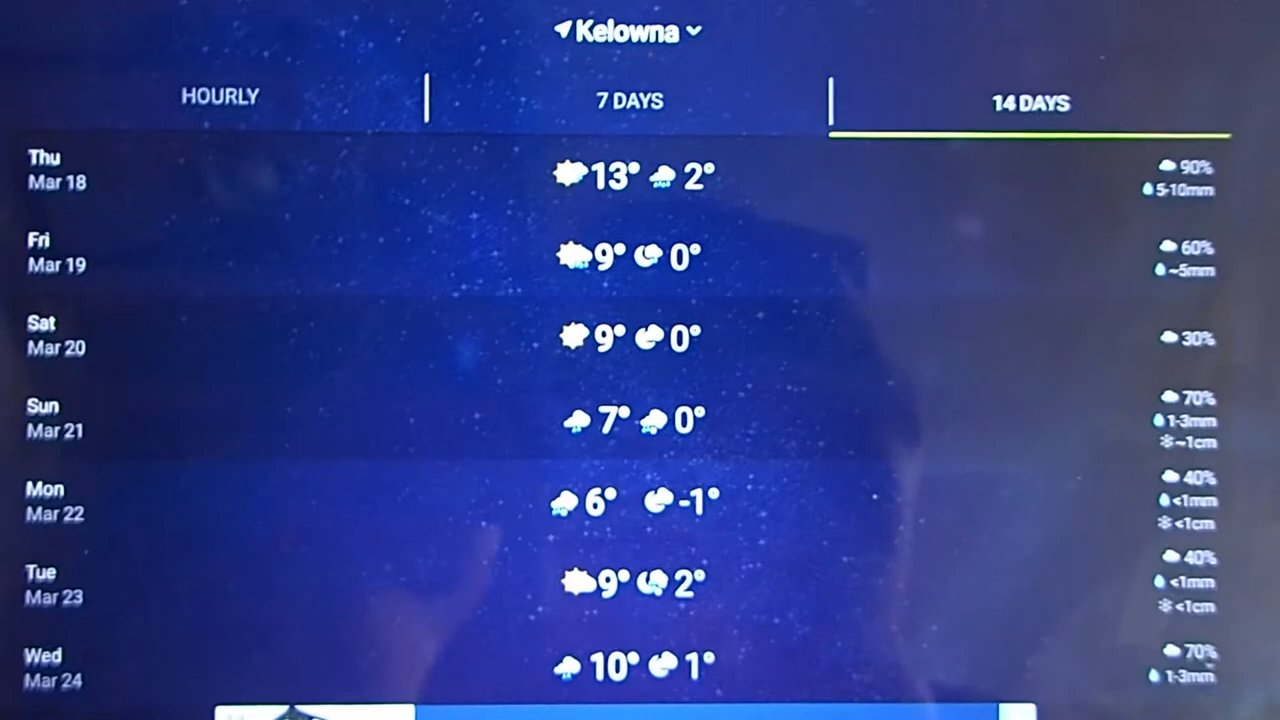 Kelowna
HOURLY
7 DAYS
14 DAYS
Thu
Mar 18
13° 2°
90%
5-10mm
Fri
Mar 19
9° 0°
60%
~5mm
Sat
Mar 20
9° 0°
30%
Sun
Mar 21
7° 0°
70%
1-3mm
~1cm
Mon
Mar 22
6° -1°
40%
<1mm
<1cm
Tue
Mar 23
9° 2°
40%
<1mm
<1cm
Wed
Mar 24
10° 1°
70%
1-3mm